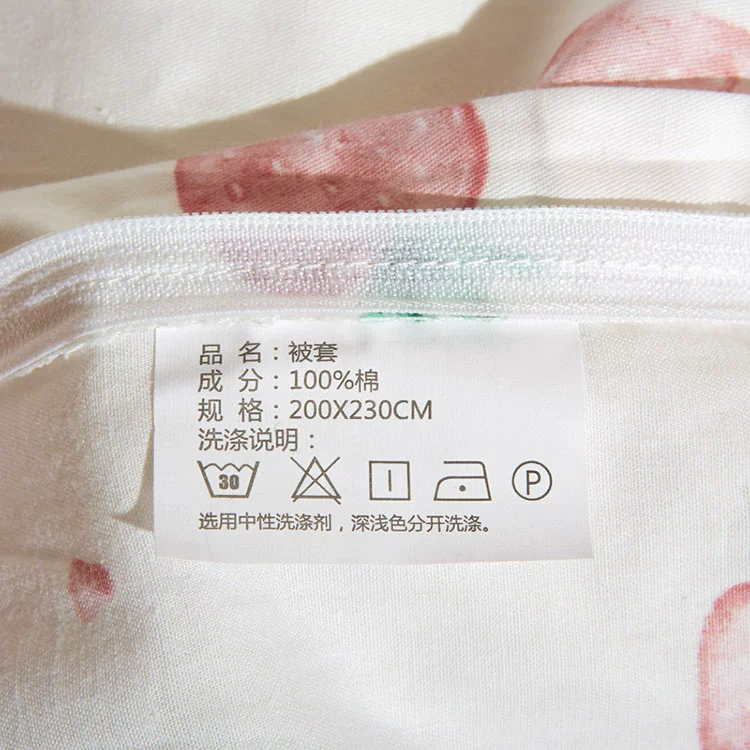 品 名：被套
成 分：100%棉
规 格：200X230CM
洗涤说明：
30 P
选用中性洗涤剂，深浅色分开洗涤。